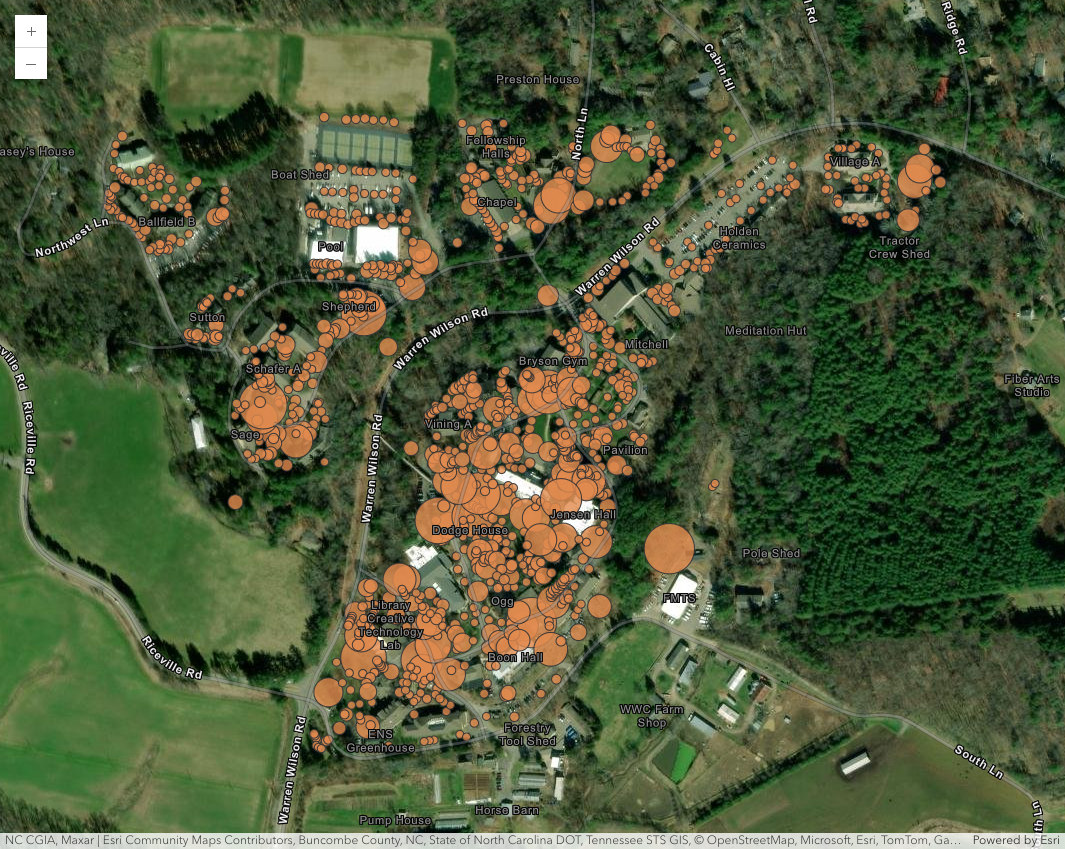 +
−
l Rd
Ridge Rd
Cabin Hl
Preston House
North Ln
asey's House
Fellowship
Halls
Village A
Boat Shed
Chapel
Ballfield B
Northwest Ln
Pool
Warren Wilson Rd
Holden
Ceramics
Tractor
Crew Shed
Shepherd
Sutton
Warren Wilson Rd
Meditation Hut
Mitchell
Bryson Gym
Schafer A
ville Rd
Riceville Rd
Fiber Arts
Studio
Vining A
Sage
Warren Wilson Rd
Pavilion
Jensen Hall
Dodge House
Pole Shed
FMTS
Ogg
Library
Creative
Technology
Lab
Riceville Rd
Boon Hall
WWC Farm
Shop
ENS
Greenhouse
Forestry
Tool Shed
Warren Wilson Rd
South Ln
Horse Barn
Pump House
th Ln
NC CGIA, Maxar | Esri Community Maps Contributors, Buncombe County, NC, State of North Carolina DOT, Tennessee STS GIS, © OpenStreetMap, Microsoft, Esri, TomTom, Ga… Powered by Esri